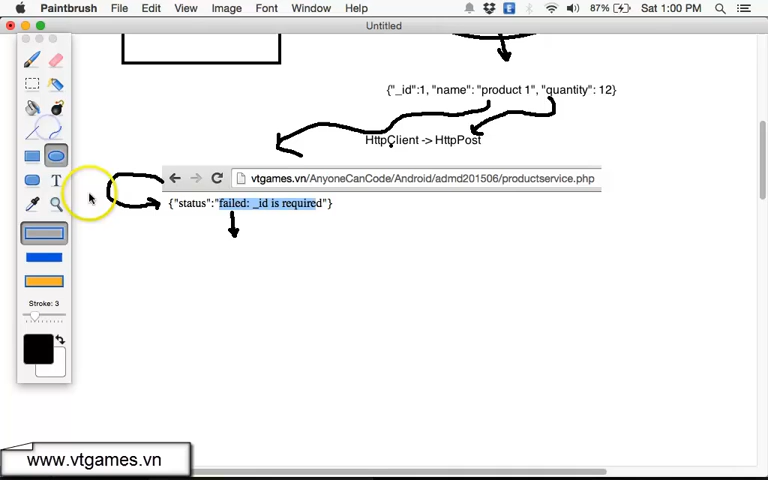 Paintbrush File Edit View Image Font Window Help 87% Sat 1:00 PM
Untitled
{"_id":1, "name": "product 1", "quantity": 12}
HttpClient -> HttpPost
vtgames.vn/AnyoneCanCode/Android/admd201506/productservice.php
{"status":"failed: _id is required"}
Stroke: 3
www.vtgames.vn